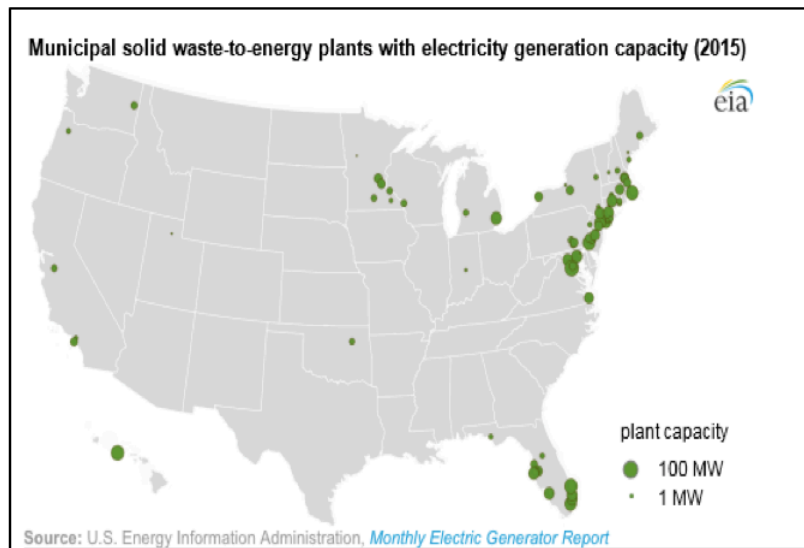 Municipal solid waste-to-energy plants with electricity generation capacity (2015)
eia
plant capacity
100 MW
1 MW
Source: U.S. Energy Information Administration, Monthly Electric Generator Report